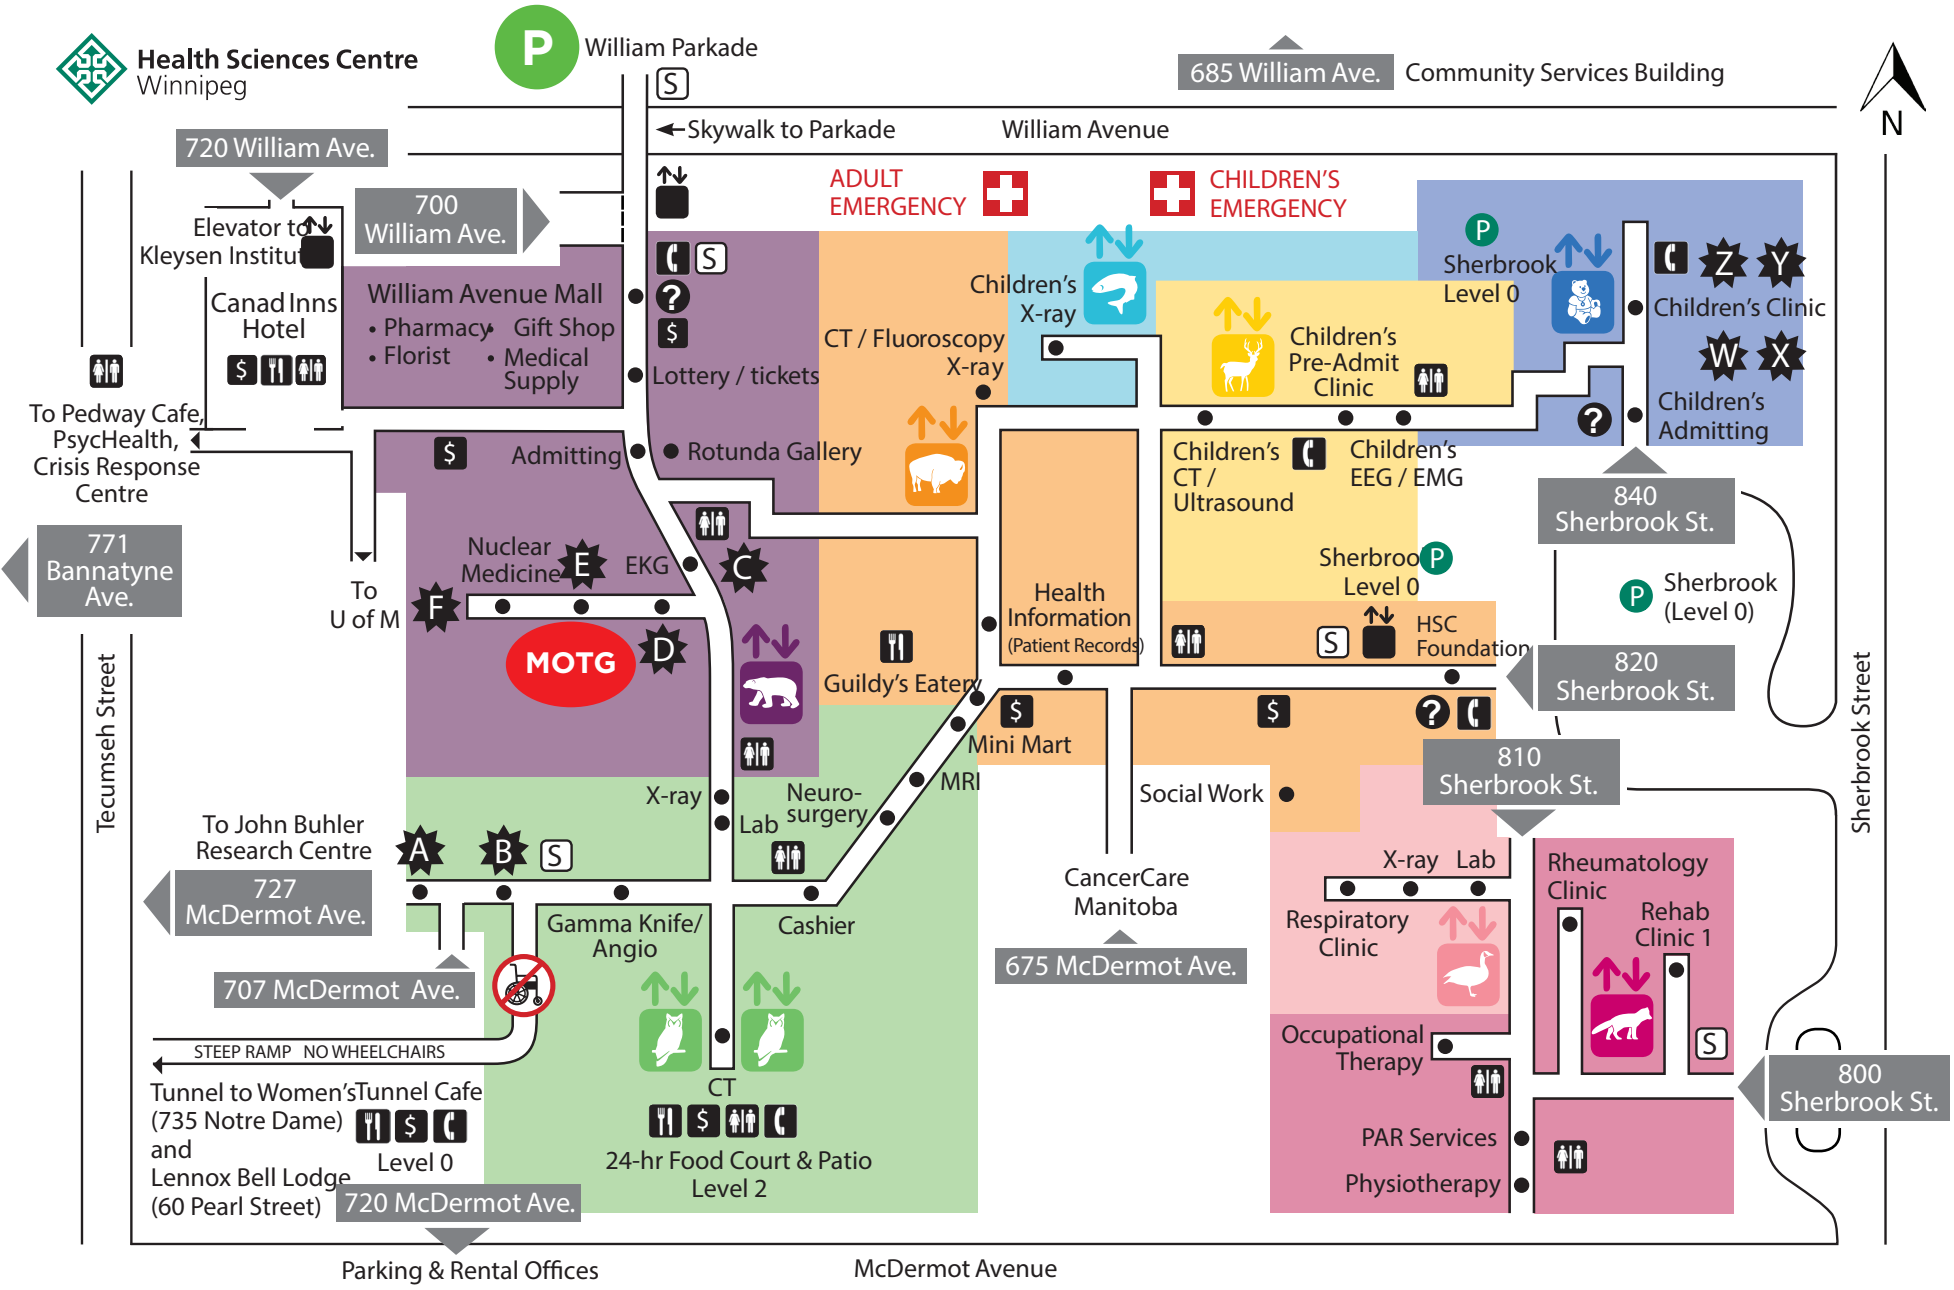 Health Sciences Centre
Winnipeg
P
William Parkade
S
685 William Ave.
Community Services Building
N
Skywalk to Parkade
William Avenue
720 William Ave.
700
William Ave.
Elevator to
Kleysen Institut
Canad Inns
Hotel
$
ADULT
EMERGENCY
CHILDREN'S
EMERGENCY
William Avenue Mall
• Pharmacy
• Gift Shop
• Florist
• Medical
Supply
S
?
$
Lottery / tickets
Children's
X-ray
CT / Fluoroscopy
X-ray
P
Sherbrook
Level 0
Children's
Pre-Admit
Clinic
Z
Y
Children's Clinic
W
X
?
Children's
Admitting
To Pedway Cafe,
PsycHealth,
Crisis Response
Centre
$
Admitting
Rotunda Gallery
Children's
CT /
Ultrasound
Children's
EEG / EMG
840
Sherbrook St.
771
Bannatyne
Ave.
To
U of M
Nuclear
Medicine
E
EKG
C
F
MOTG
D
Sherbroo
P
Level 0
P
Sherbrook
(Level 0)
Health
Information
(Patient Records)
S
HSC
Foundation
820
Sherbrook St.
Guildy's Eatery
$
Mini Mart
$
?
Tecumseh Street
Sherbrook Street
810
Sherbrook St.
X-ray
Lab
Neuro-
surgery
MRI
Social Work
To John Buhler
Research Centre
A
B
S
727
McDermot Ave.
Gamma Knife/
Angio
Cashier
CancerCare
Manitoba
675 McDermot Ave.
X-ray
Lab
Respiratory
Clinic
Rheumatology
Clinic
Rehab
Clinic 1
S
707 McDermot Ave.
STEEP RAMP NO WHEELCHAIRS
Occupational
Therapy
800
Sherbrook St.
Tunnel to Women's
(735 Notre Dame)
and
Lennox Bell Lodge
(60 Pearl Street)
Tunnel Cafe
$
Level 0
CT
$
24-hr Food Court & Patio
Level 2
PAR Services
Physiotherapy
720 McDermot Ave.
Parking & Rental Offices
McDermot Avenue